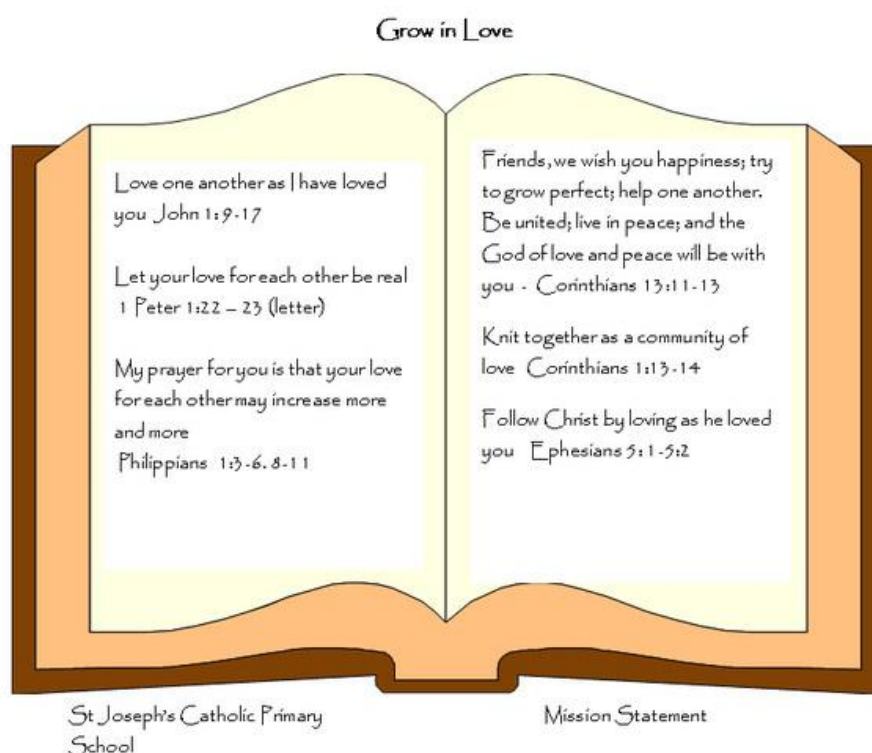 Grow in Love
Love one another as I have loved
you John 1:9-17
Let your love for each other be real
1 Peter 1:22 – 23 (letter)
My prayer for you is that your love
for each other may increase more
and more
Philippians 1:3-6. 8-11
Friends, we wish you happiness; try
to grow perfect; help one another.
Be united; live in peace; and the
God of love and peace will be with
you - Corinthians 13:11-13
Knit together as a community of
love Corinthians 1:13-14
Follow Christ by loving as he loved
you Ephesians 5:1-5:2
St Joseph's Catholic Primary
School
Mission Statement